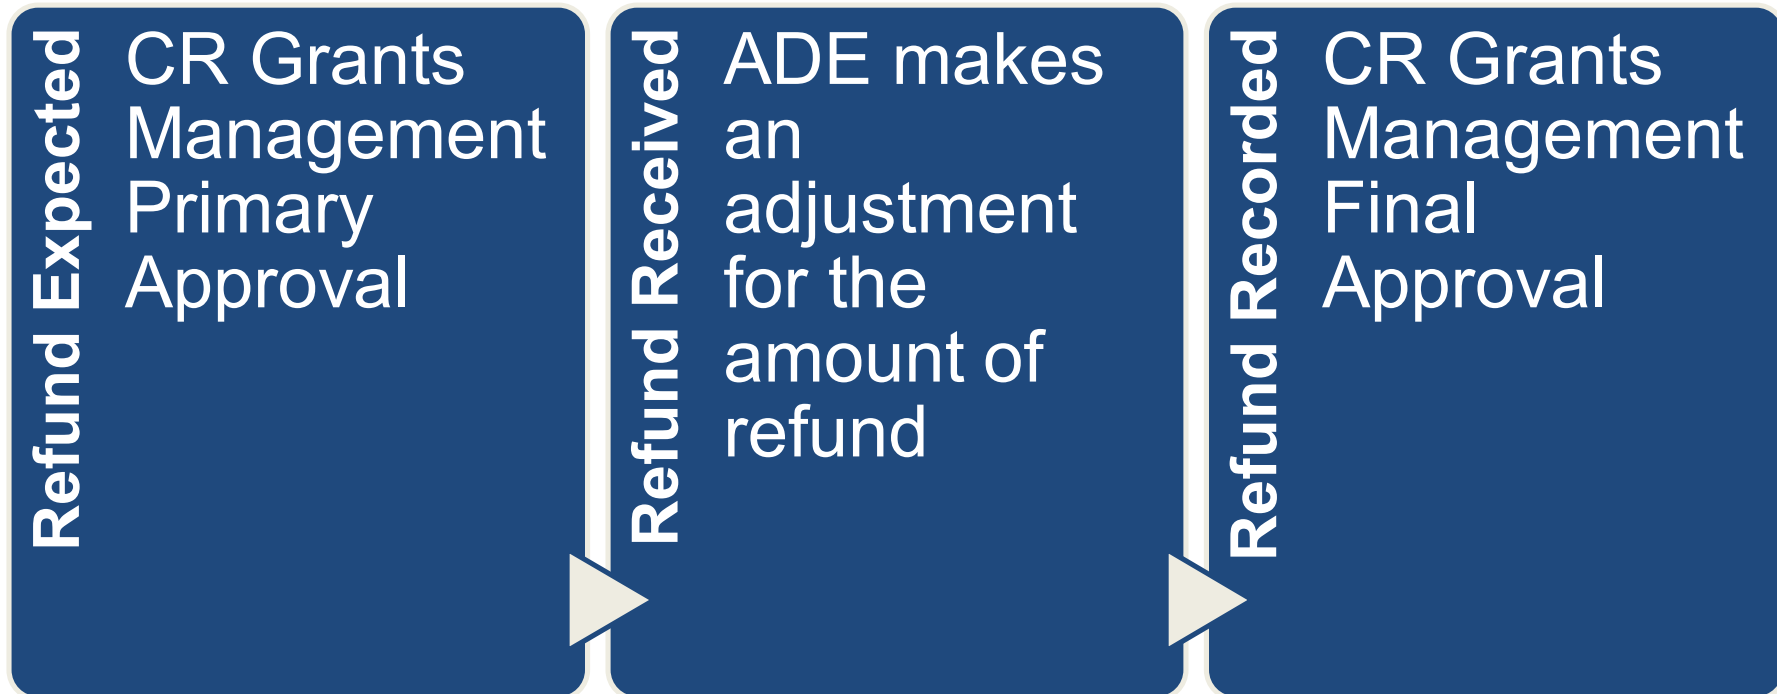 Refund Expected
CR Grants
Management
Primary
Approval
Refund Received
ADE makes
an
adjustment
for the
amount of
refund
Refund Recorded
CR Grants
Management
Final
Approval